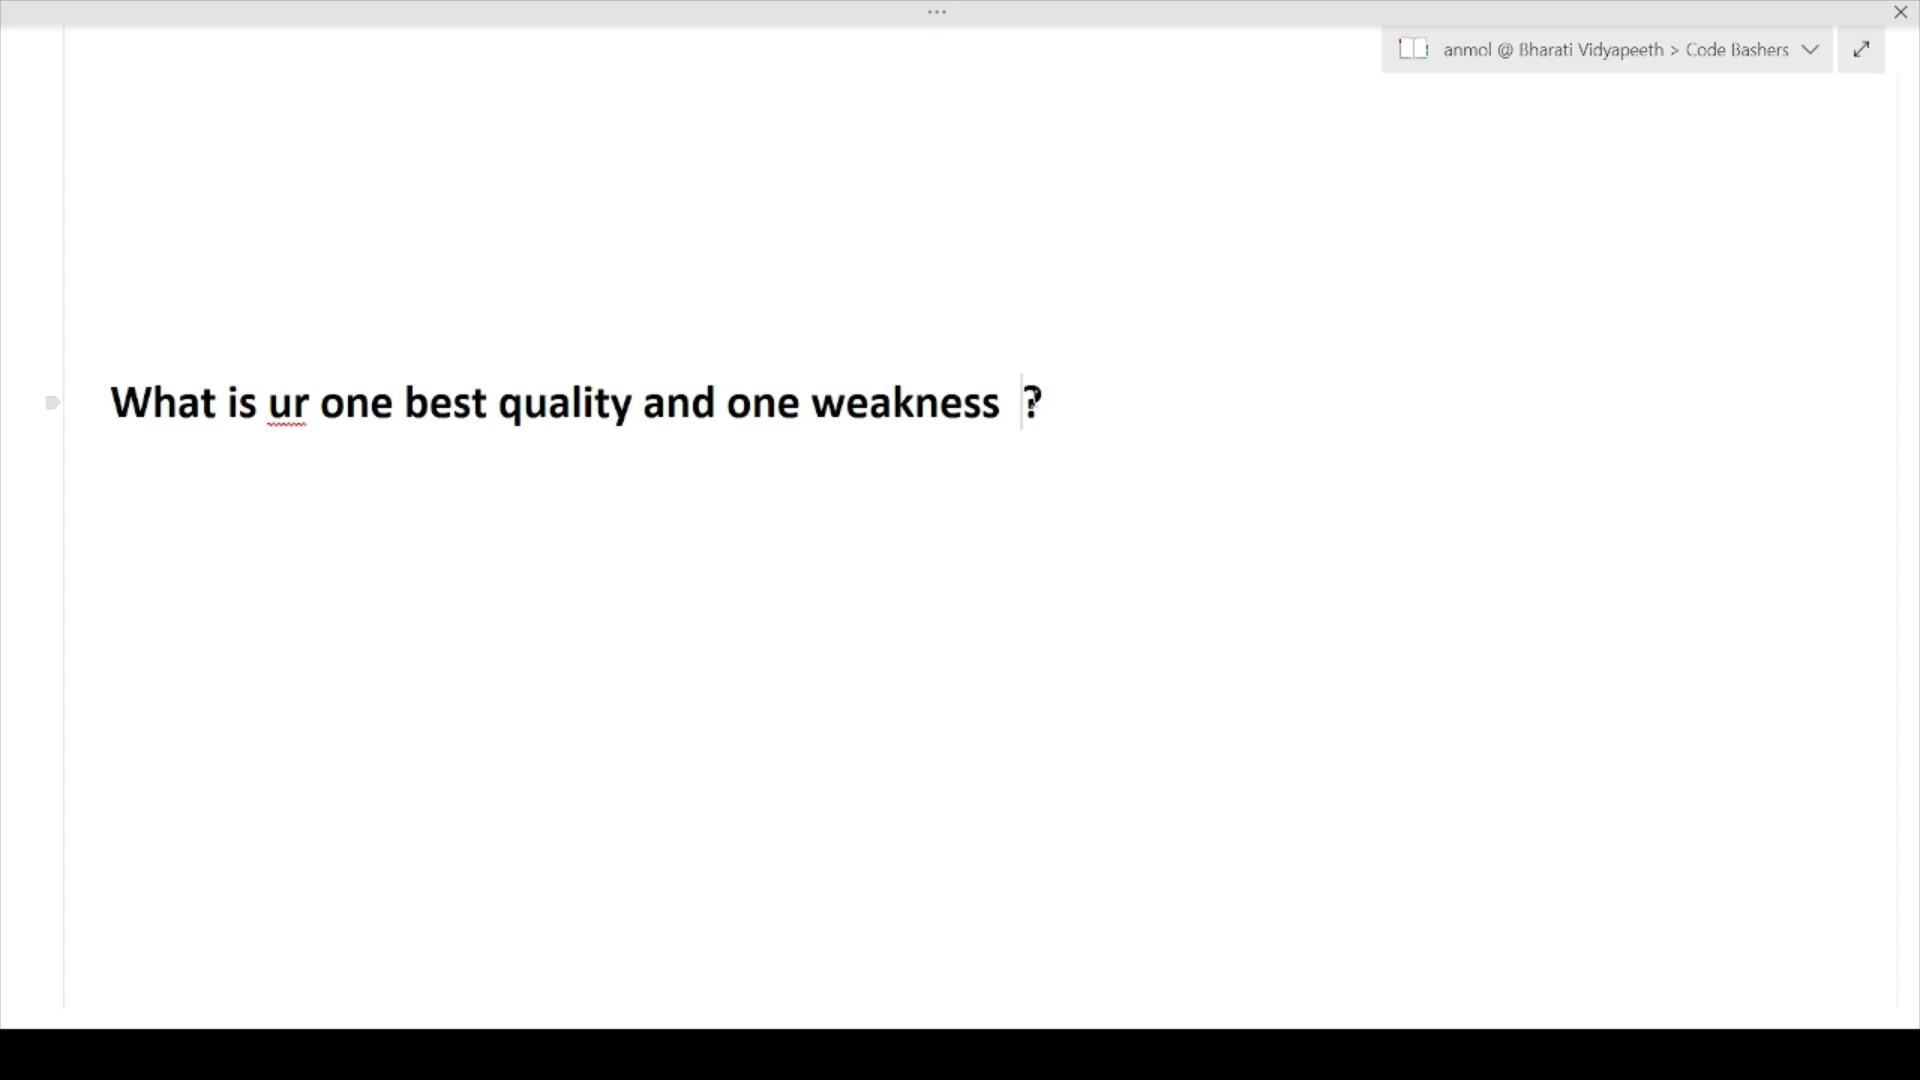 anmol @ Bharati Vidyapeeth > Code Bashers
What is ur one best quality and one weakness ?